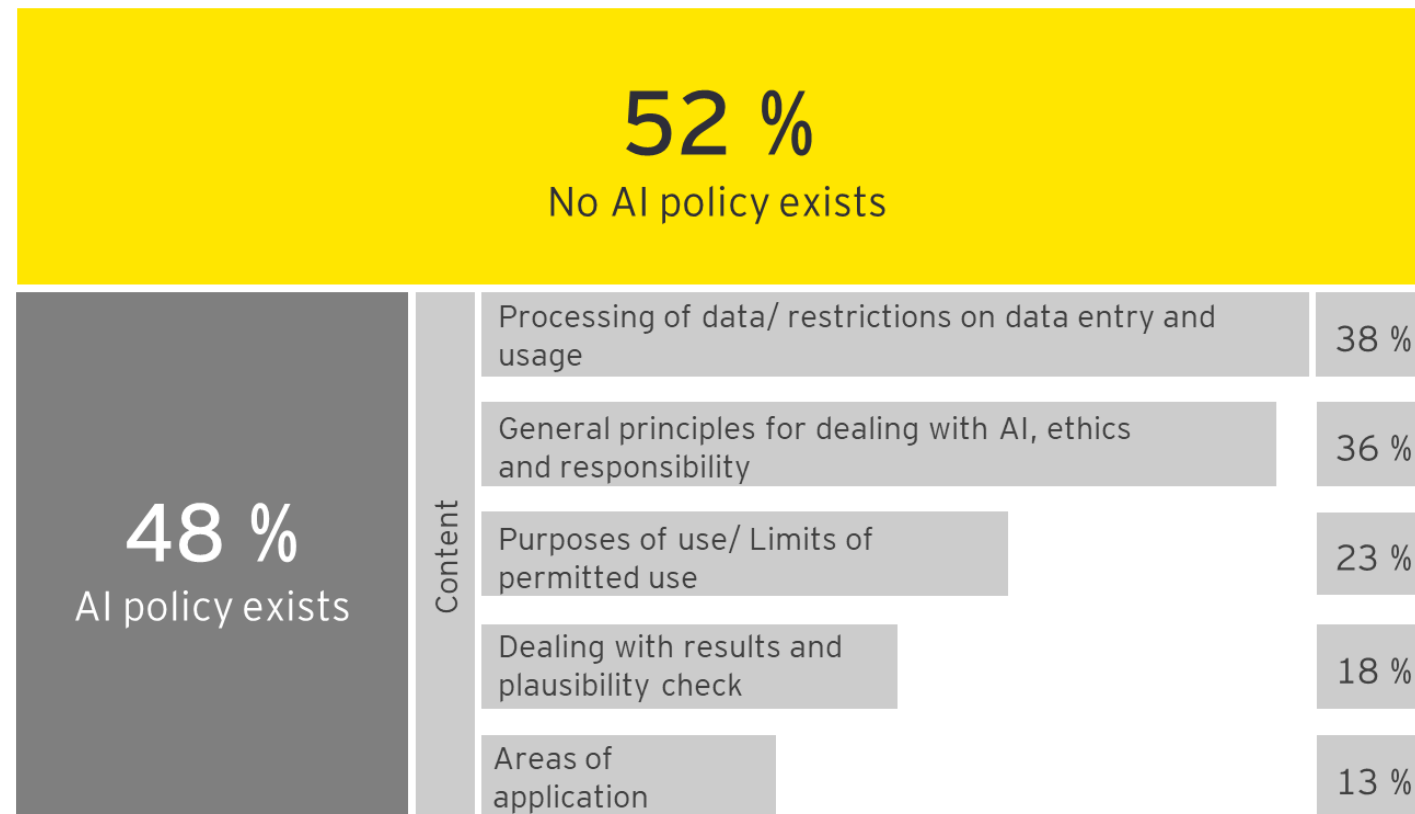 52 %
No AI policy exists
48 %
AI policy exists
Content
Processing of data/ restrictions on data entry and
usage
38 %
General principles for dealing with AI, ethics
and responsibility
36 %
Purposes of use/ Limits of
permitted use
23 %
Dealing with results and
plausibility check
18 %
Areas of
application
13 %